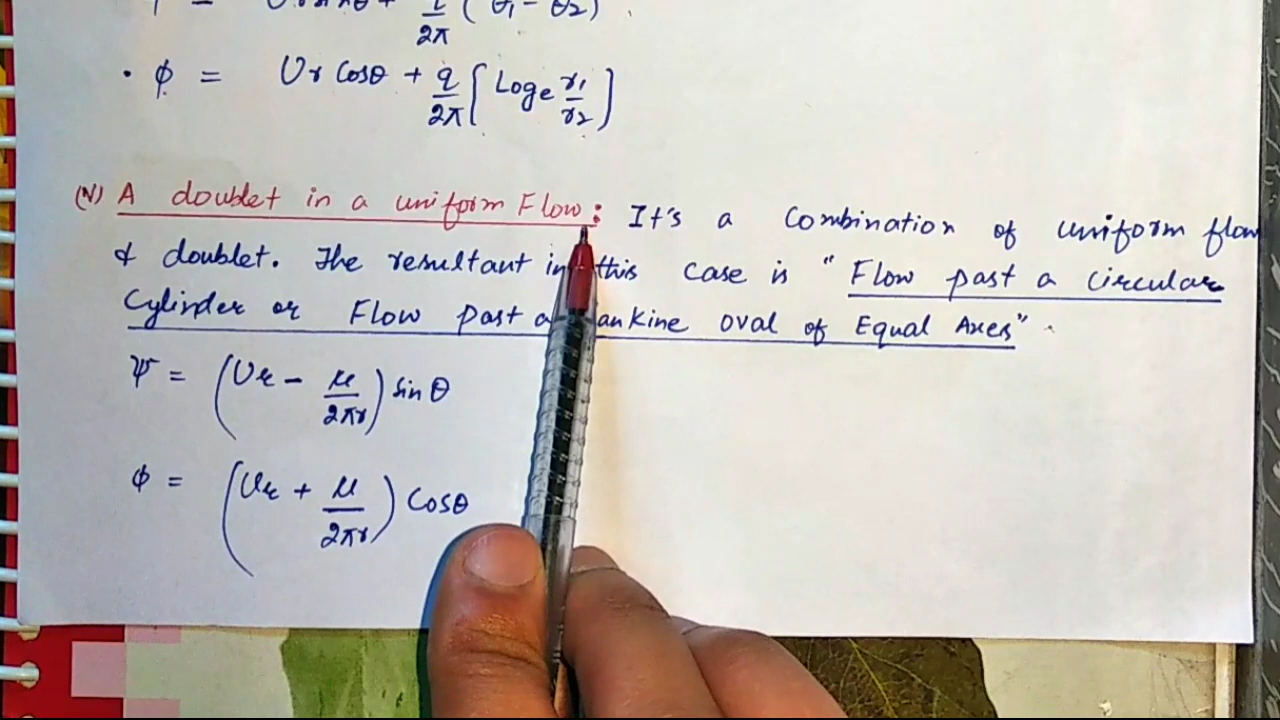 2π
• φ = Ur Cosθ + q/2π [ Loge r1/r2 ]
(V) A doublet in a uniform Flow: It's a Combination of uniform flow
& doublet. The resultant in this case is "Flow past a circular
Cylinder or Flow past a ankine oval of Equal Axes".
Ψ = (Ur - μ/2πr) sin θ
φ = (Ur + μ/2πr) Cosθ